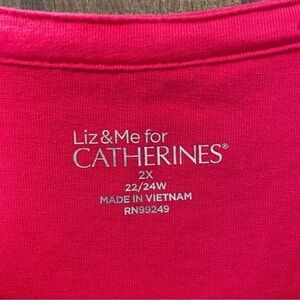 Liz&Me for
CATHERINES®
2X
22/24W
MADE IN VIETNAM
RN99249